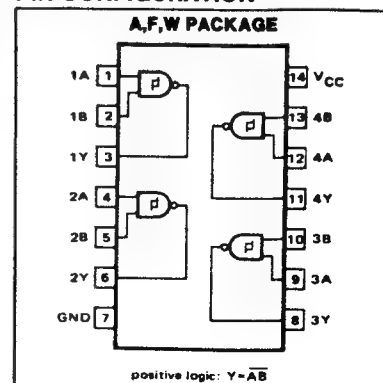 A,F,W PACKAGE
1A 1 14 VCC
1B 2 13 4B
1Y 3 12 4A
2A 4 11 4Y
2B 5 10 3B
2Y 6 9 3A
GND 7 8 3Y
positive logic: Y=A̅B̅